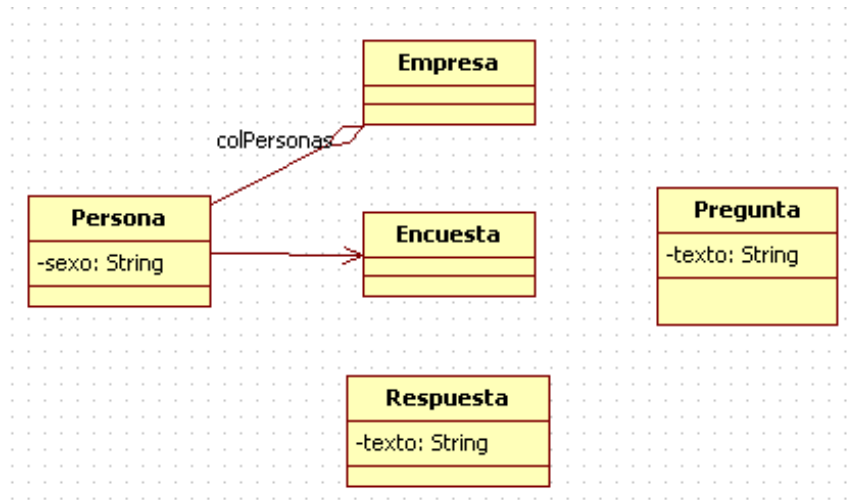 Empresa
colPersonas
Persona
-sexo: String
Encuesta
Pregunta
-texto: String
Respuesta
-texto: String